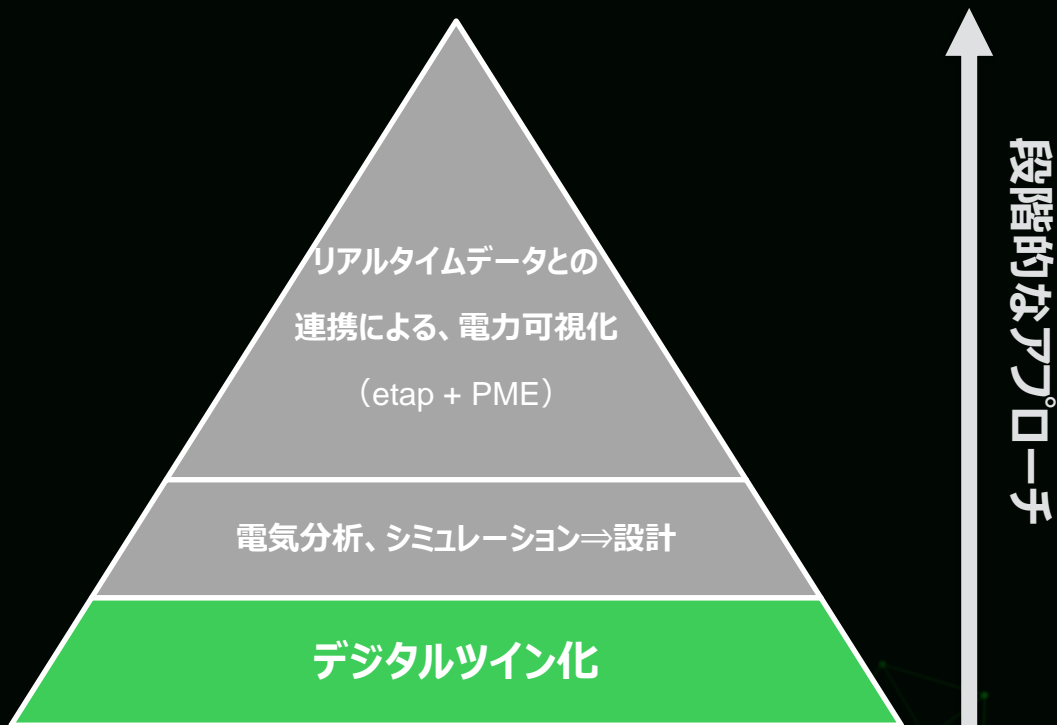 リアルタイムデータとの
連携による、電力可視化
（etap + PME）
電気分析、シミュレーション⇒設計
デジタルツイン化
段階的なアプローチ